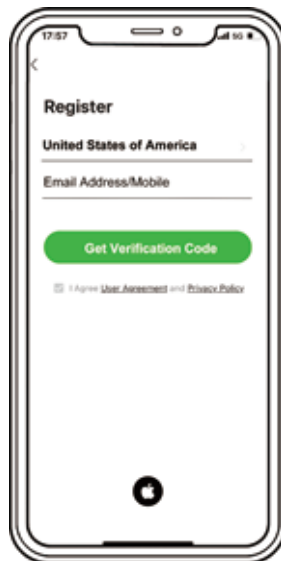 17:57 5G
Register
United States of America
Email Address/Mobile
Get Verification Code
I Agree User Agreement and Privacy Policy